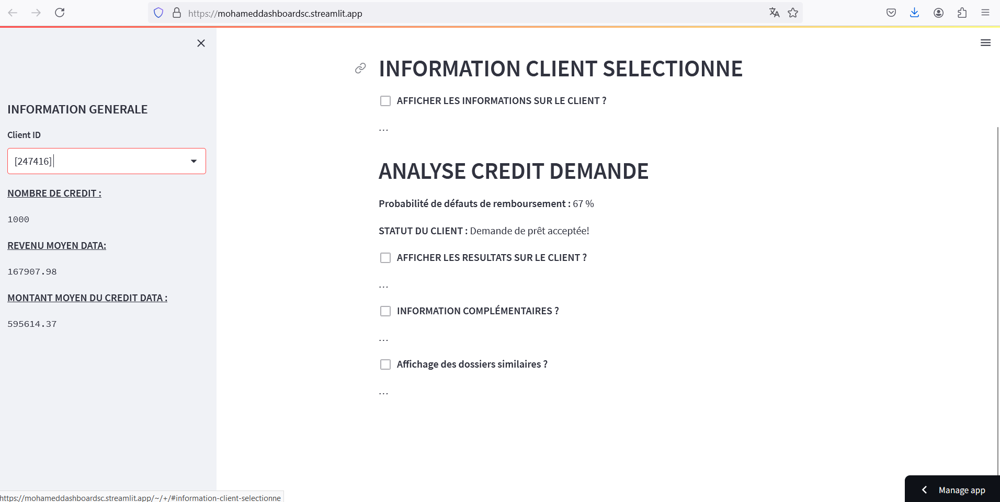 https://mohameddashboardsc.streamlit.app
INFORMATION GENERALE
Client ID
[247416]
NOMBRE DE CREDIT :
1000
REVENU MOYEN DATA:
167907.98
MONTANT MOYEN DU CREDIT DATA :
595614.37
INFORMATION CLIENT SELECTIONNE
AFFICHER LES INFORMATIONS SUR LE CLIENT ?
...
ANALYSE CREDIT DEMANDE
Probabilité de défauts de remboursement : 67 %
STATUT DU CLIENT : Demande de prêt acceptée!
AFFICHER LES RESULTATS SUR LE CLIENT ?
...
INFORMATION COMPLÉMENTAIRES ?
...
Affichage des dossiers similaires ?
...
https://mohameddashboardsc.streamlit.app/~/+/#information-client-selectionne
Manage app